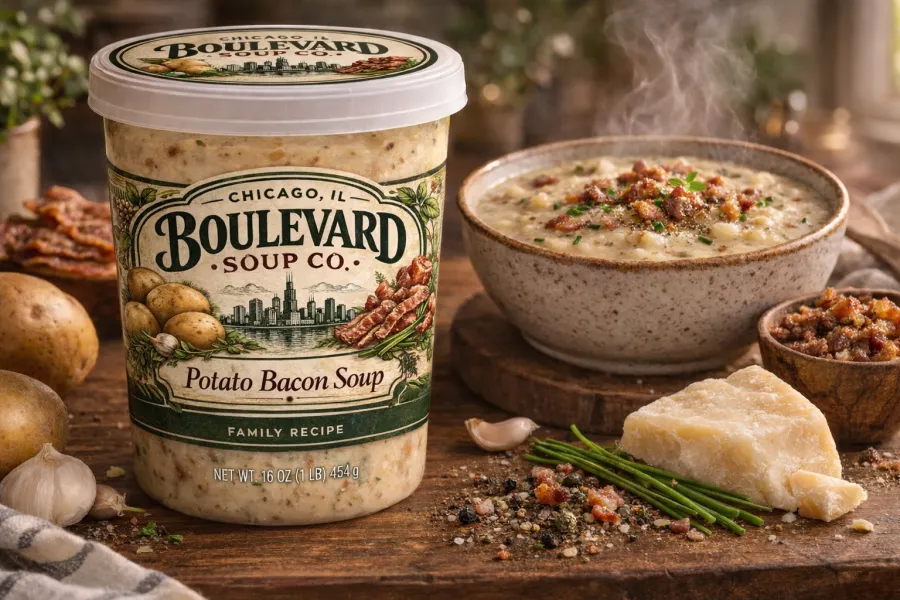 CHICAGO, IL
BOULEVARD
SOUP CO.
CHICAGO, IL
BOULEVARD
• SOUP CO. •
Potato Bacon Soup
FAMILY RECIPE
NET WT. 16 OZ (1 LB) 454g